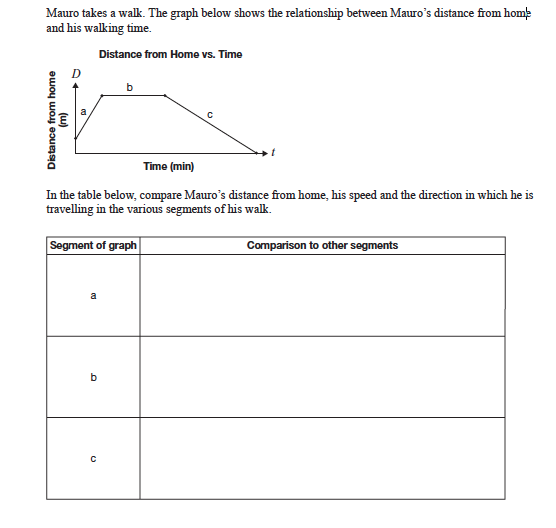 Mauro takes a walk. The graph below shows the relationship between Mauro's distance from home
and his walking time.
Distance from Home vs. Time
D
Distance from home
(m)
a
b
c
t
Time (min)
In the table below, compare Mauro's distance from home, his speed and the direction in which he is
travelling in the various segments of his walk.
Segment of graph
Comparison to other segments
a
b
c